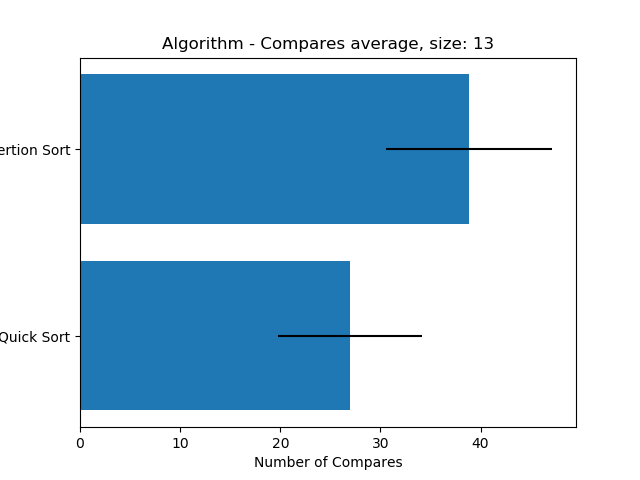 Algorithm - Compares average, size: 13
ertion Sort
Quick Sort
0 10 20 30 40
Number of Compares